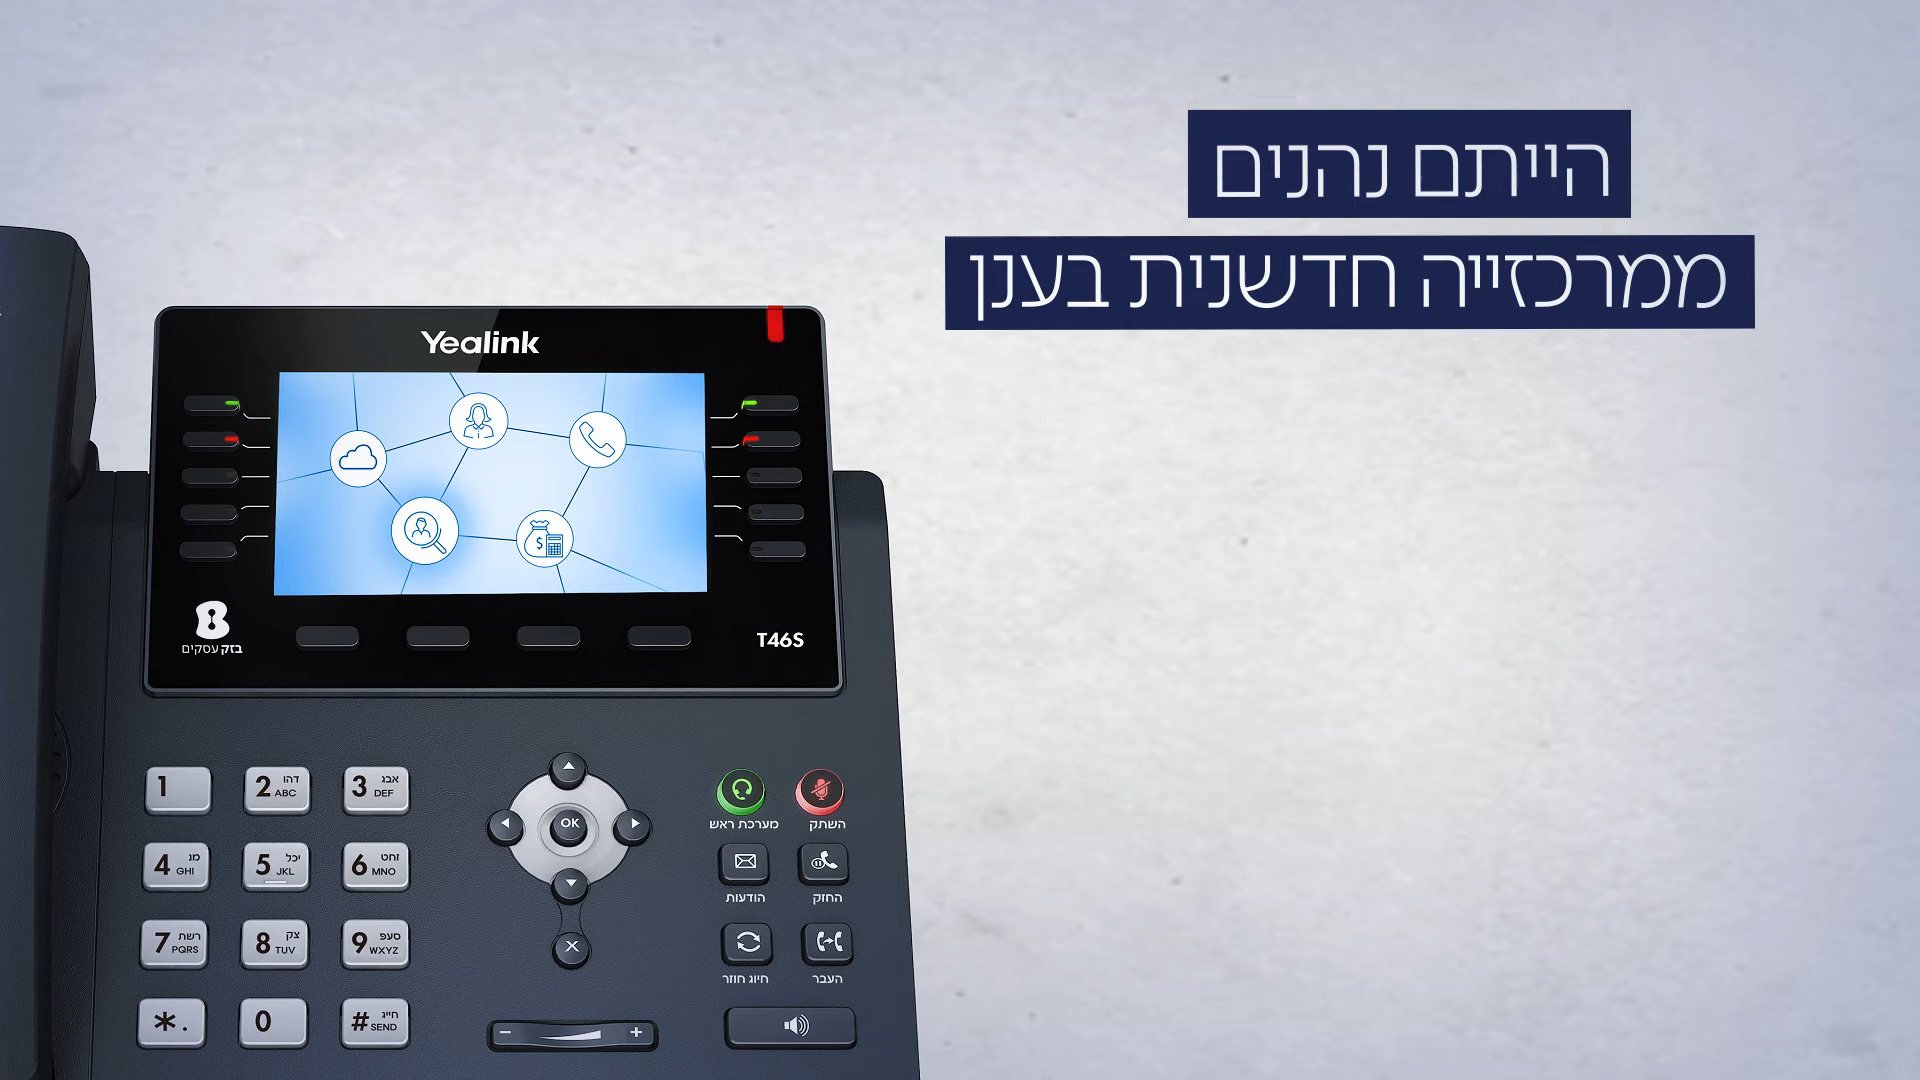 הייתם נהנים
ממרכזייה חדשנית בענן
Yealink
בזק עסקים
T46S
1
2 דהו ABC
3 אבג DEF
4 מנ GHI
5 יכל JKL
6 זחט MNO
7 רשת PQRS
8 צק TUV
9 סעפ WXYZ
* .
0
# חייג SEND
OK
X
− +
מערכת ראש
השתק
הודעות
החזק
חיוג חוזר
העבר